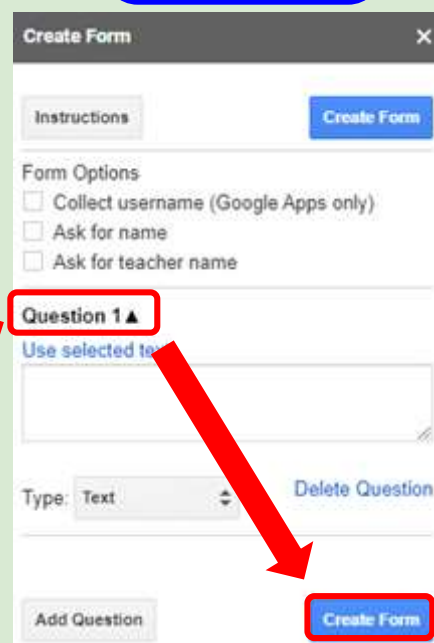 Create Form ×
Instructions Create Form
Form Options
Collect username (Google Apps only)
Ask for name
Ask for teacher name
Question 1▲
Use selected
Type: Text Delete Question
Add Question Create Form